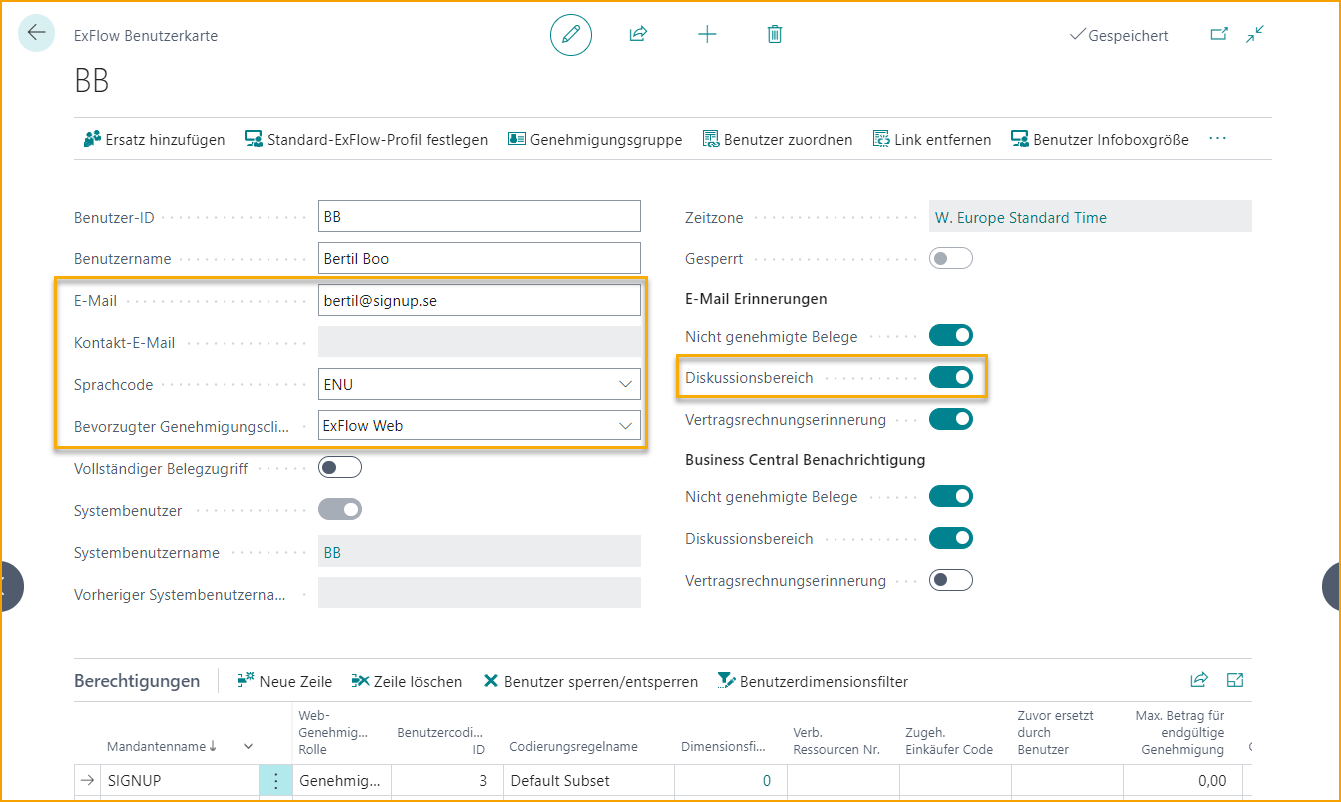 ExFlow Benutzerkarte
Gespeichert
BB
Ersatz hinzufügen
Standard-ExFlow-Profil festlegen
Genehmigungsgruppe
Benutzer zuordnen
Link entfernen
Benutzer Infoboxgröße
Benutzer-ID
BB
Benutzername
Bertil Boo
E-Mail
bertil@signup.se
Kontakt-E-Mail
Sprachcode
ENU
Bevorzugter Genehmigungscli...
ExFlow Web
Vollständiger Belegzugriff
Systembenutzer
Systembenutzername
BB
Vorheriger Systembenutzerna...
Zeitzone
W. Europe Standard Time
Gesperrt
E-Mail Erinnerungen
Nicht genehmigte Belege
Diskussionsbereich
Vertragsrechnungserinnerung
Business Central Benachrichtigung
Nicht genehmigte Belege
Diskussionsbereich
Vertragsrechnungserinnerung
Berechtigungen
Neue Zeile
Zeile löschen
Benutzer sperren/entsperren
Benutzerdimensionsfilter
Mandantenname
Web-
Genehmig...
Rolle
Benutzercodi...
ID
Codierungsregelname
Dimensionsfi...
Verb.
Ressourcen Nr.
Zugeh.
Einkäufer Code
Zuvor ersetzt
durch
Benutzer
Max. Betrag für
endgültige
Genehmigung
SIGNUP
Genehmig...
3
Default Subset
0
0,00